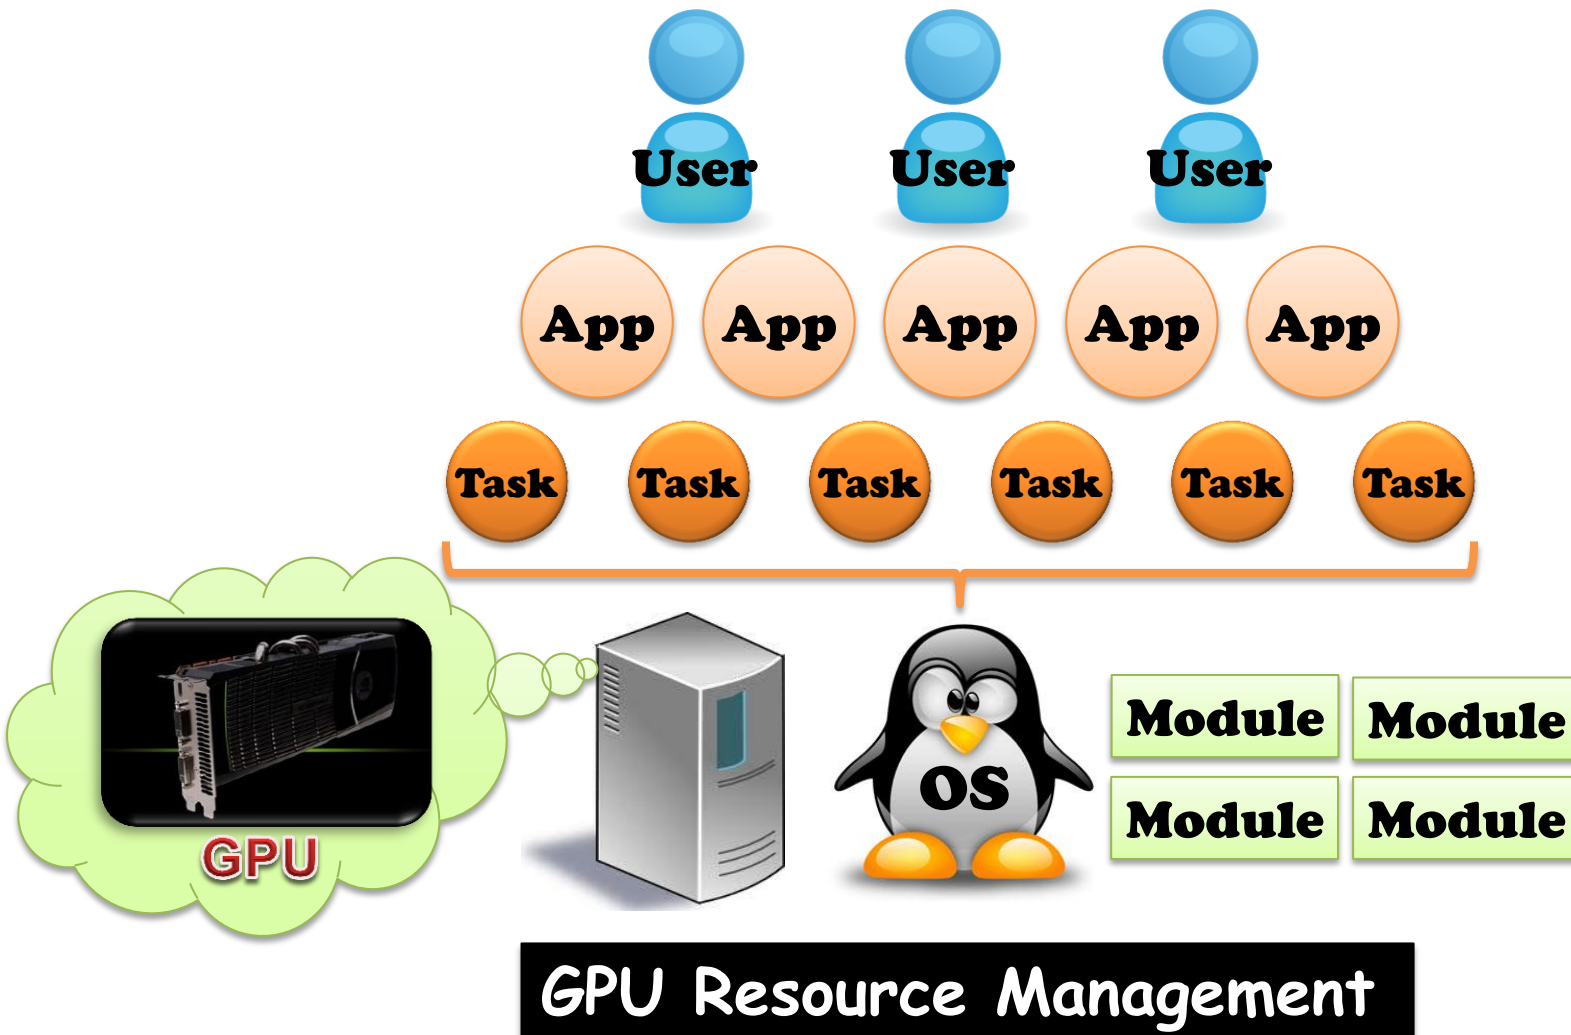 User User User
App App App App App
Task Task Task Task Task Task
Module Module
OS
Module Module
GPU
GPU Resource Management